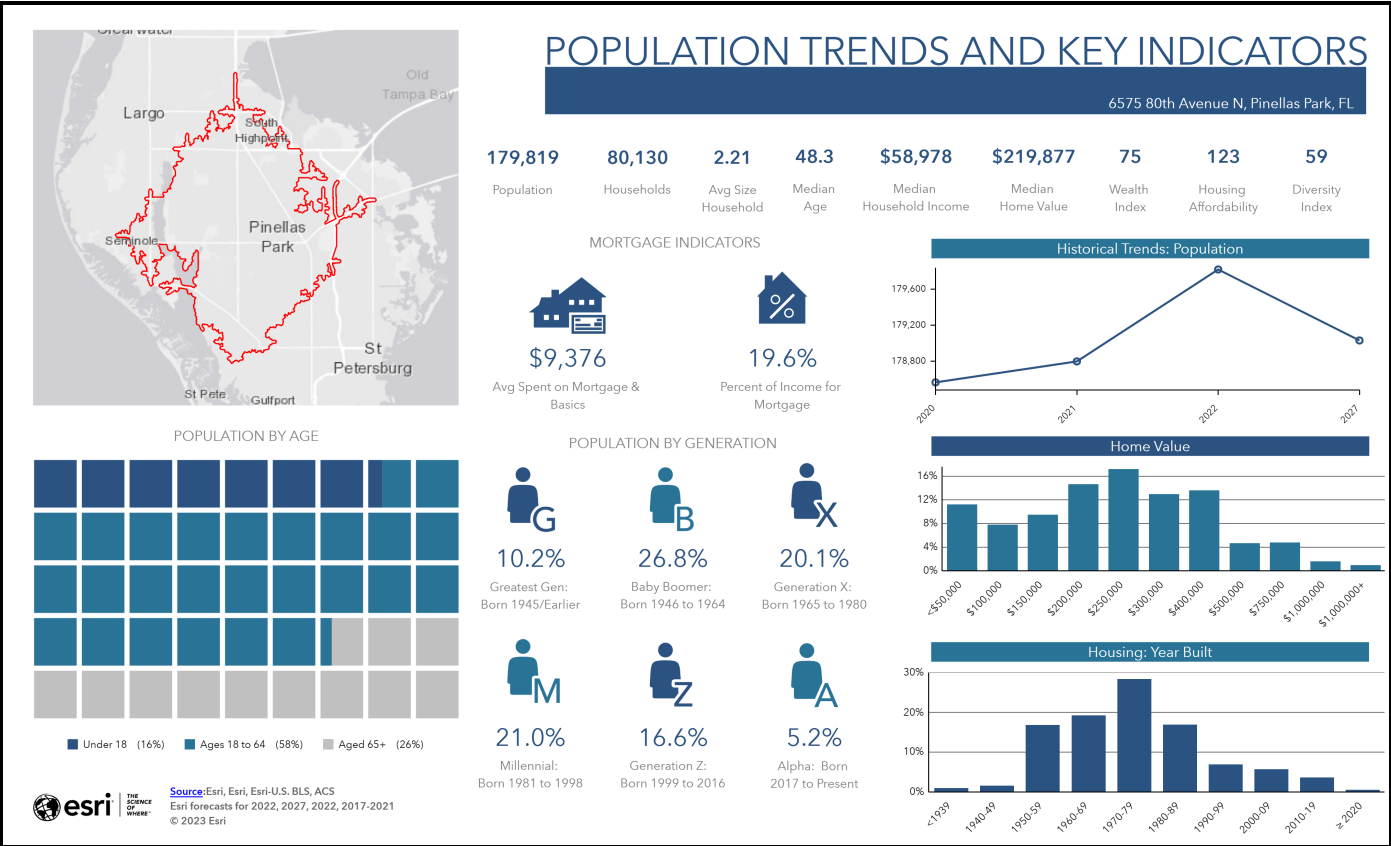 Clearwater
Old
Tampa Bay
Largo
South
Highpoint
Pinellas
Park
Seminole
St
Petersburg
St Pete
Gulfport
POPULATION TRENDS AND KEY INDICATORS
6575 80th Avenue N, Pinellas Park, FL
179,819
Population
80,130
Households
2.21
Avg Size
Household
48.3
Median
Age
$58,978
Median
Household Income
$219,877
Median
Home Value
75
Wealth
Index
123
Housing
Affordability
59
Diversity
Index
MORTGAGE INDICATORS
$9,376
Avg Spent on Mortgage &
Basics
%
19.6%
Percent of Income for
Mortgage
Historical Trends: Population
179,600
179,200
178,800
2020
2021
2022
2027
POPULATION BY AGE
Under 18 (16%)
Ages 18 to 64 (58%)
Aged 65+ (26%)
POPULATION BY GENERATION
G
10.2%
Greatest Gen:
Born 1945/Earlier
B
26.8%
Baby Boomer:
Born 1946 to 1964
X
20.1%
Generation X:
Born 1965 to 1980
M
21.0%
Millennial:
Born 1981 to 1998
Z
16.6%
Generation Z:
Born 1999 to 2016
A
5.2%
Alpha: Born
2017 to Present
Home Value
16%
12%
8%
4%
0%
<$50,000
$100,000
$150,000
$200,000
$250,000
$300,000
$400,000
$500,000
$750,000
$1,000,000
$1,000,000+
Housing: Year Built
30%
20%
10%
0%
<1939
1940-49
1950-59
1960-69
1970-79
1980-89
1990-99
2000-09
2010-19
≥ 2020
esri
THE
SCIENCE
OF
WHERE™
Source:Esri, Esri, Esri-U.S. BLS, ACS
Esri forecasts for 2022, 2027, 2022, 2017-2021
© 2023 Esri